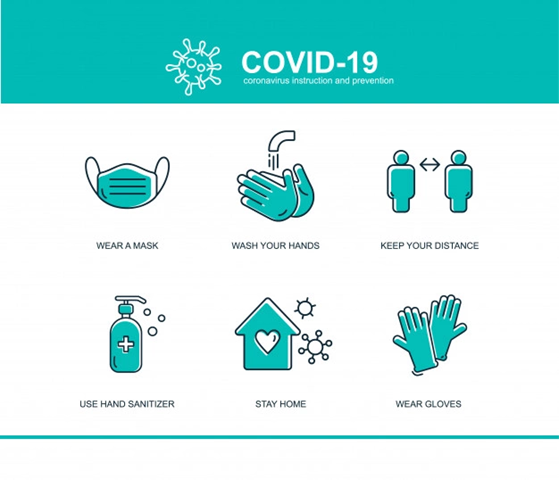 COVID-19
coronavirus instruction and prevention
WEAR A MASK
WASH YOUR HANDS
KEEP YOUR DISTANCE
USE HAND SANITIZER
STAY HOME
WEAR GLOVES